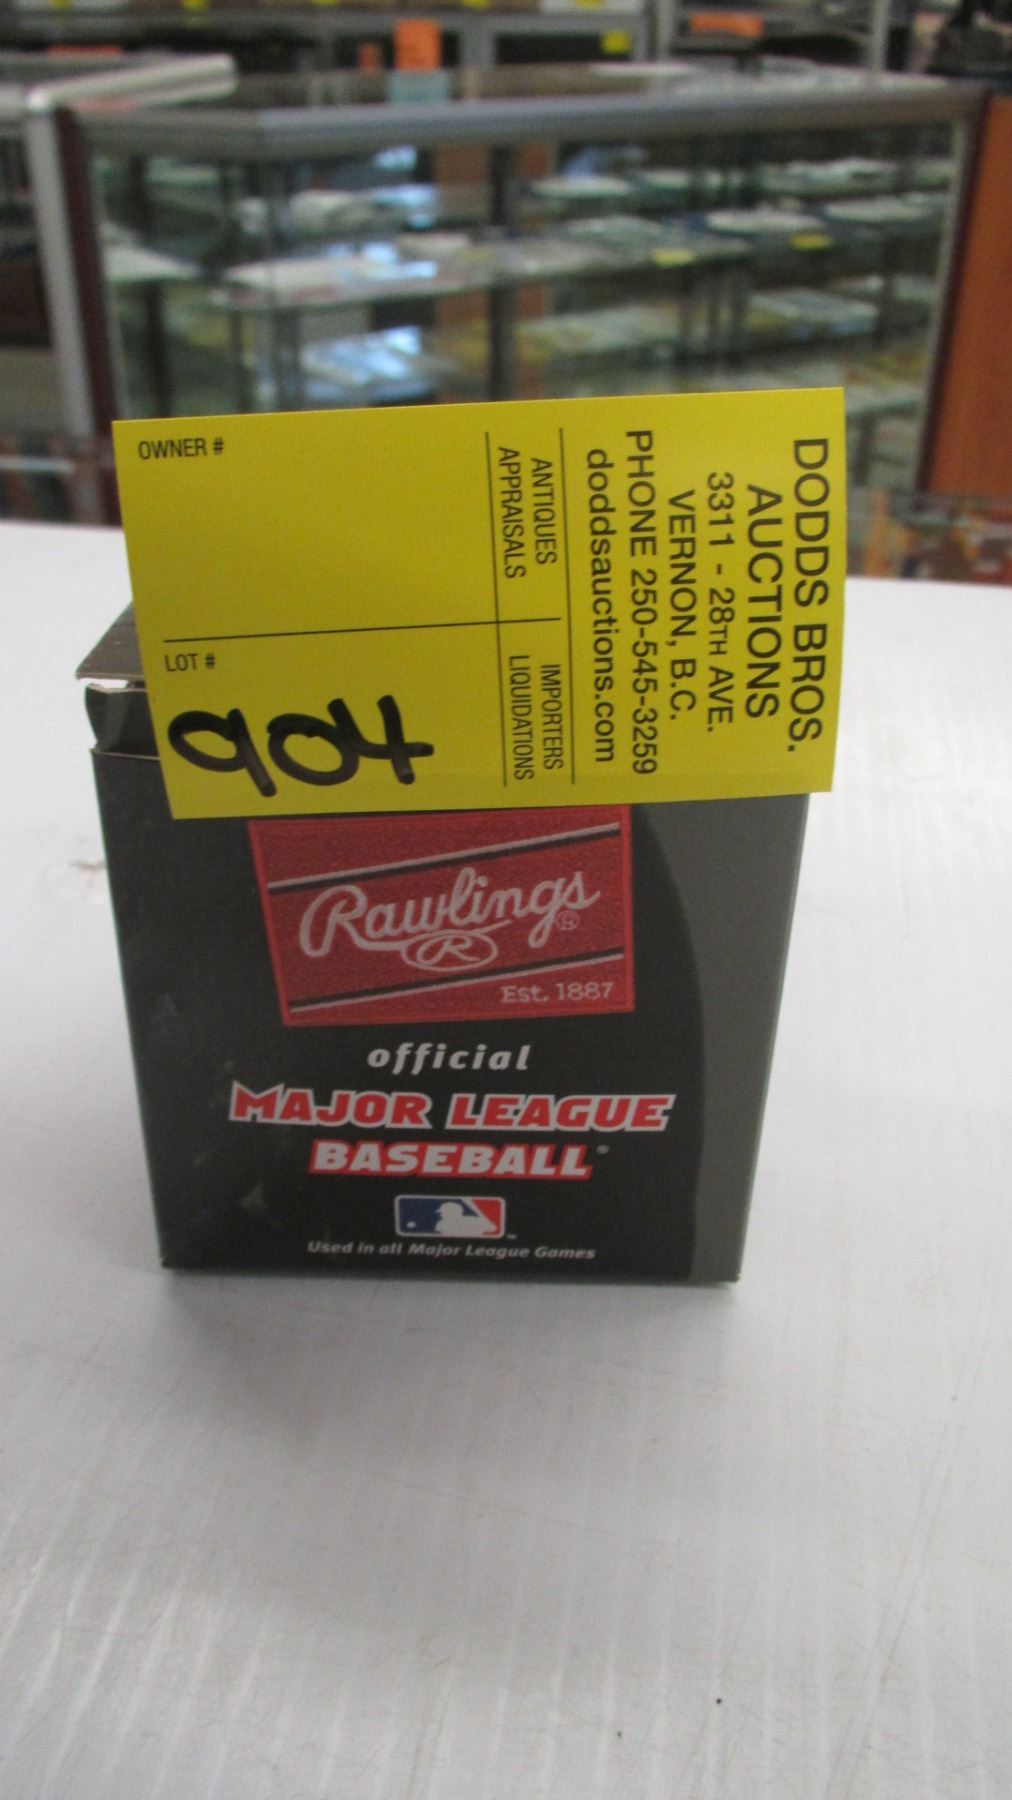 OWNER #
LOT #
904
DODDS BROS.
AUCTIONS
3311 - 28TH AVE.
VERNON, B.C.
PHONE 250-545-3259
doddsauctions.com
ANTIQUES
APPRAISALS
IMPORTERS
LIQUIDATIONS
Rawlings®
R
Est. 1887
official
MAJOR LEAGUE
BASEBALL®
Used in all Major League Games